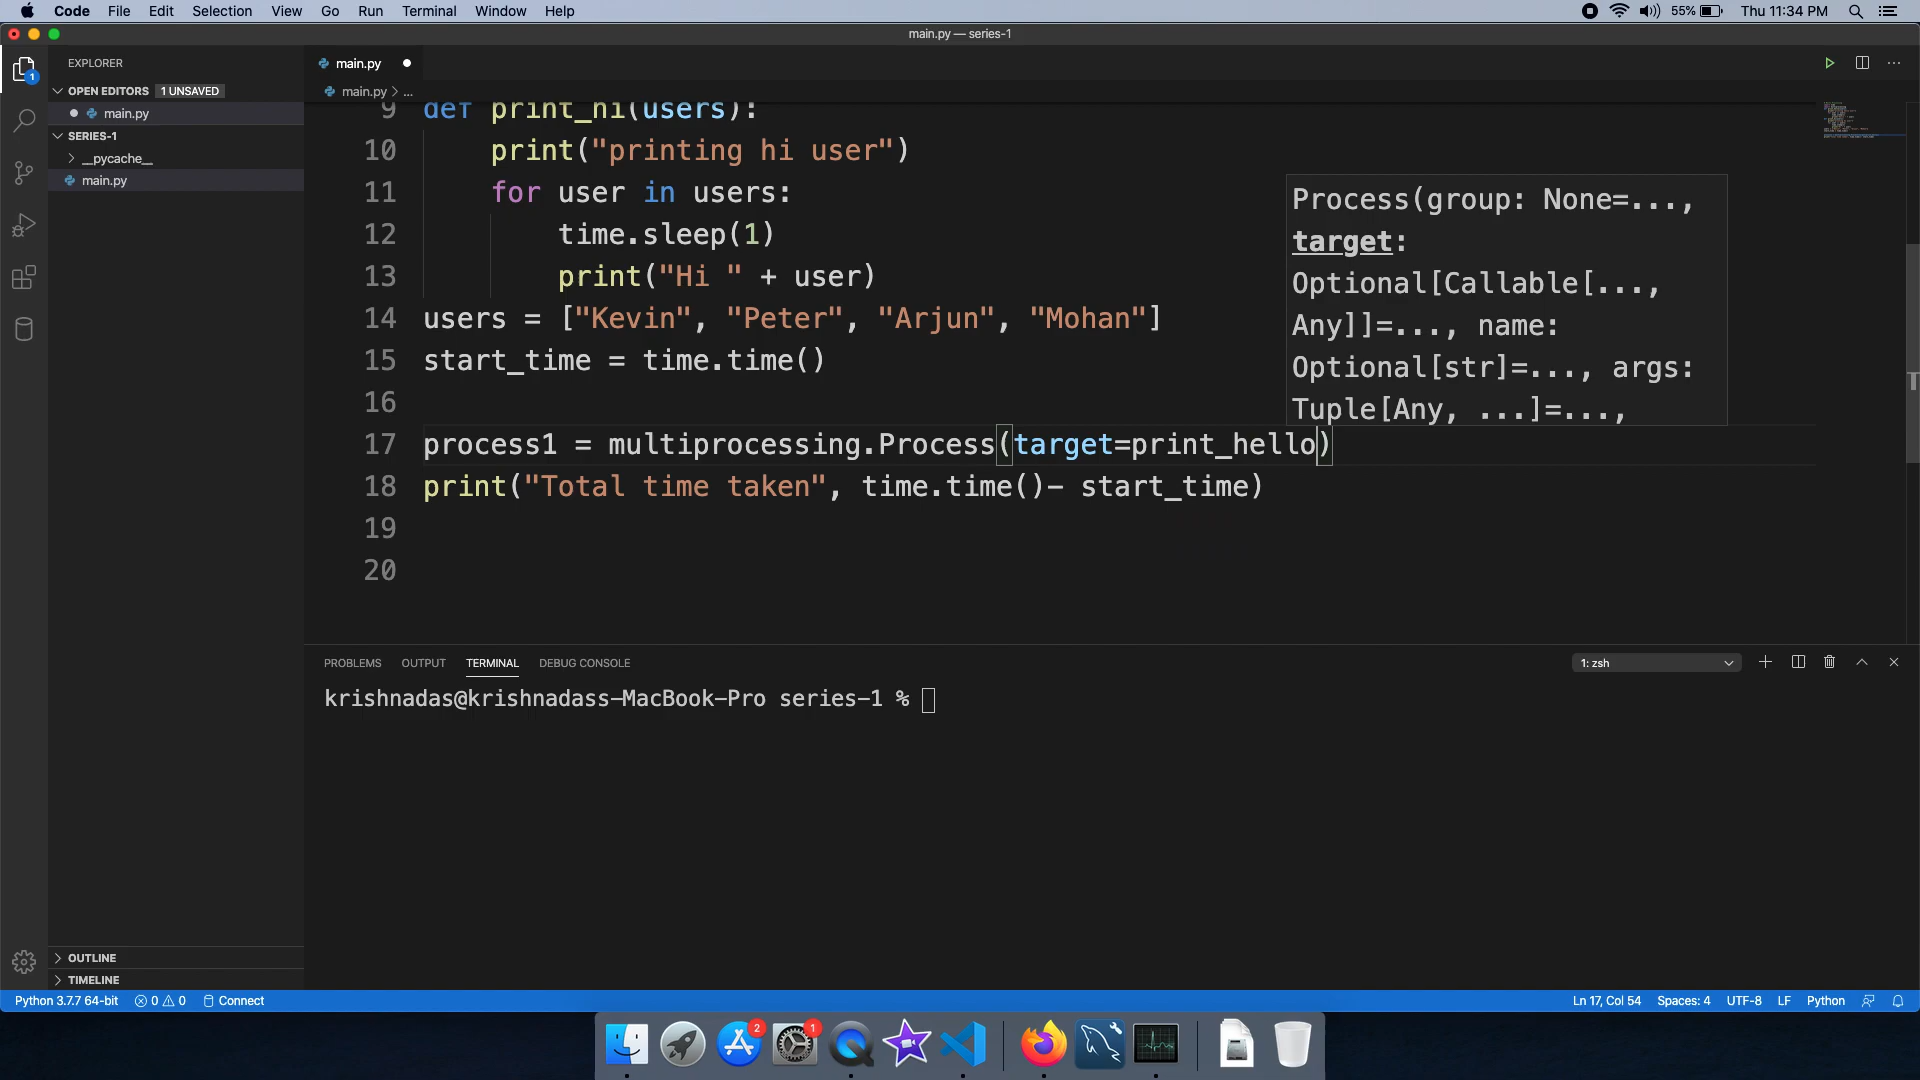 Code File Edit Selection View Go Run Terminal Window Help 55% Thu 11:34 PM
main.py — series-1
EXPLORER
OPEN EDITORS 1 UNSAVED
main.py
SERIES-1
__pycache__
main.py
OUTLINE
TIMELINE
1
main.py
main.py > ...
9 def print_hi(users):
10 print("printing hi user")
11 for user in users:
12 time.sleep(1)
13 print("Hi " + user)
14 users = ["Kevin", "Peter", "Arjun", "Mohan"]
15 start_time = time.time()
16
17 process1 = multiprocessing.Process(target=print_hello)
18 print("Total time taken", time.time()- start_time)
19
20
Process(group: None=...,
target:
Optional[Callable[...,
Any]]=..., name:
Optional[str]=..., args:
Tuple[Any, ...]=...,
PROBLEMS OUTPUT TERMINAL DEBUG CONSOLE 1: zsh
krishnadas@krishnadass-MacBook-Pro series-1 %
Python 3.7.7 64-bit 0 0 Connect Ln 17, Col 54 Spaces: 4 UTF-8 LF Python
2 1